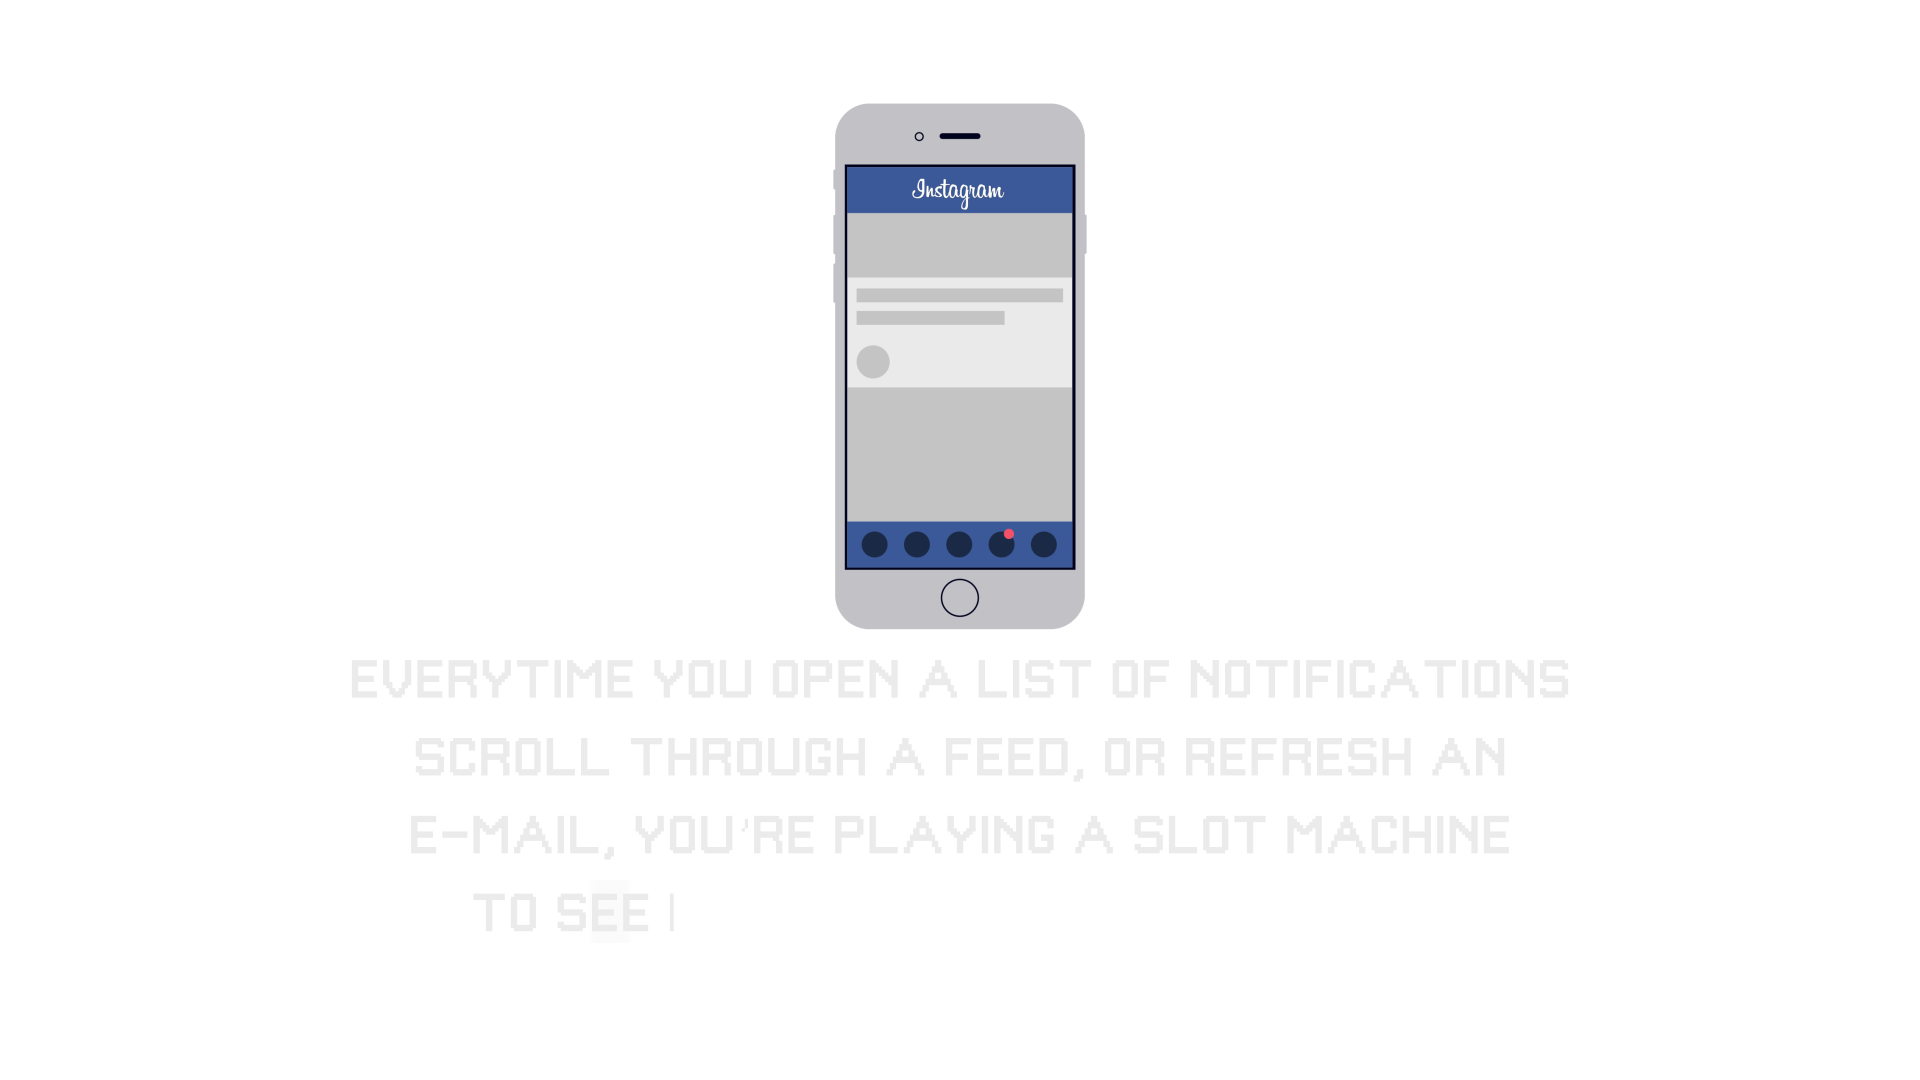 Instagram
EVERYTIME YOU OPEN A LIST OF NOTIFICATIONS
SCROLL THROUGH A FEED, OR REFRESH AN
E-MAIL, YOU'RE PLAYING A SLOT MACHINE
TO SEE